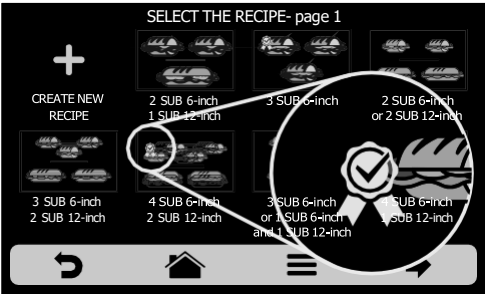 SELECT THE RECIPE- page 1
CREATE NEW
RECIPE
2 SUB 6-inch
1 SUB 12-inch
3 SUB 6-inch
2 SUB 6-inch
or 2 SUB 12-inch
3 SUB 6-inch
2 SUB 12-inch
4 SUB 6-inch
2 SUB 12-inch
3 SUB 6-inch
or 1 SUB 6-inch
and 1 SUB 12-inch
4 SUB 6-inch
1 SUB 12-inch